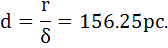 d = r/δ = 156.25pc.